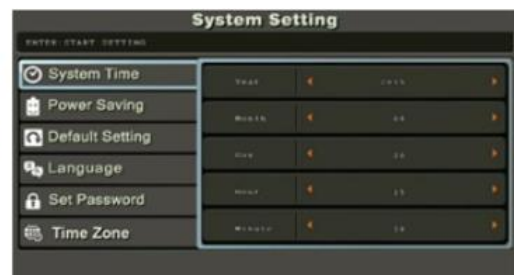 System Setting
ENTER:START SETTING
System Time
Power Saving
Default Setting
Language
Set Password
Time Zone
Year
Month
Day
Hour
Minute